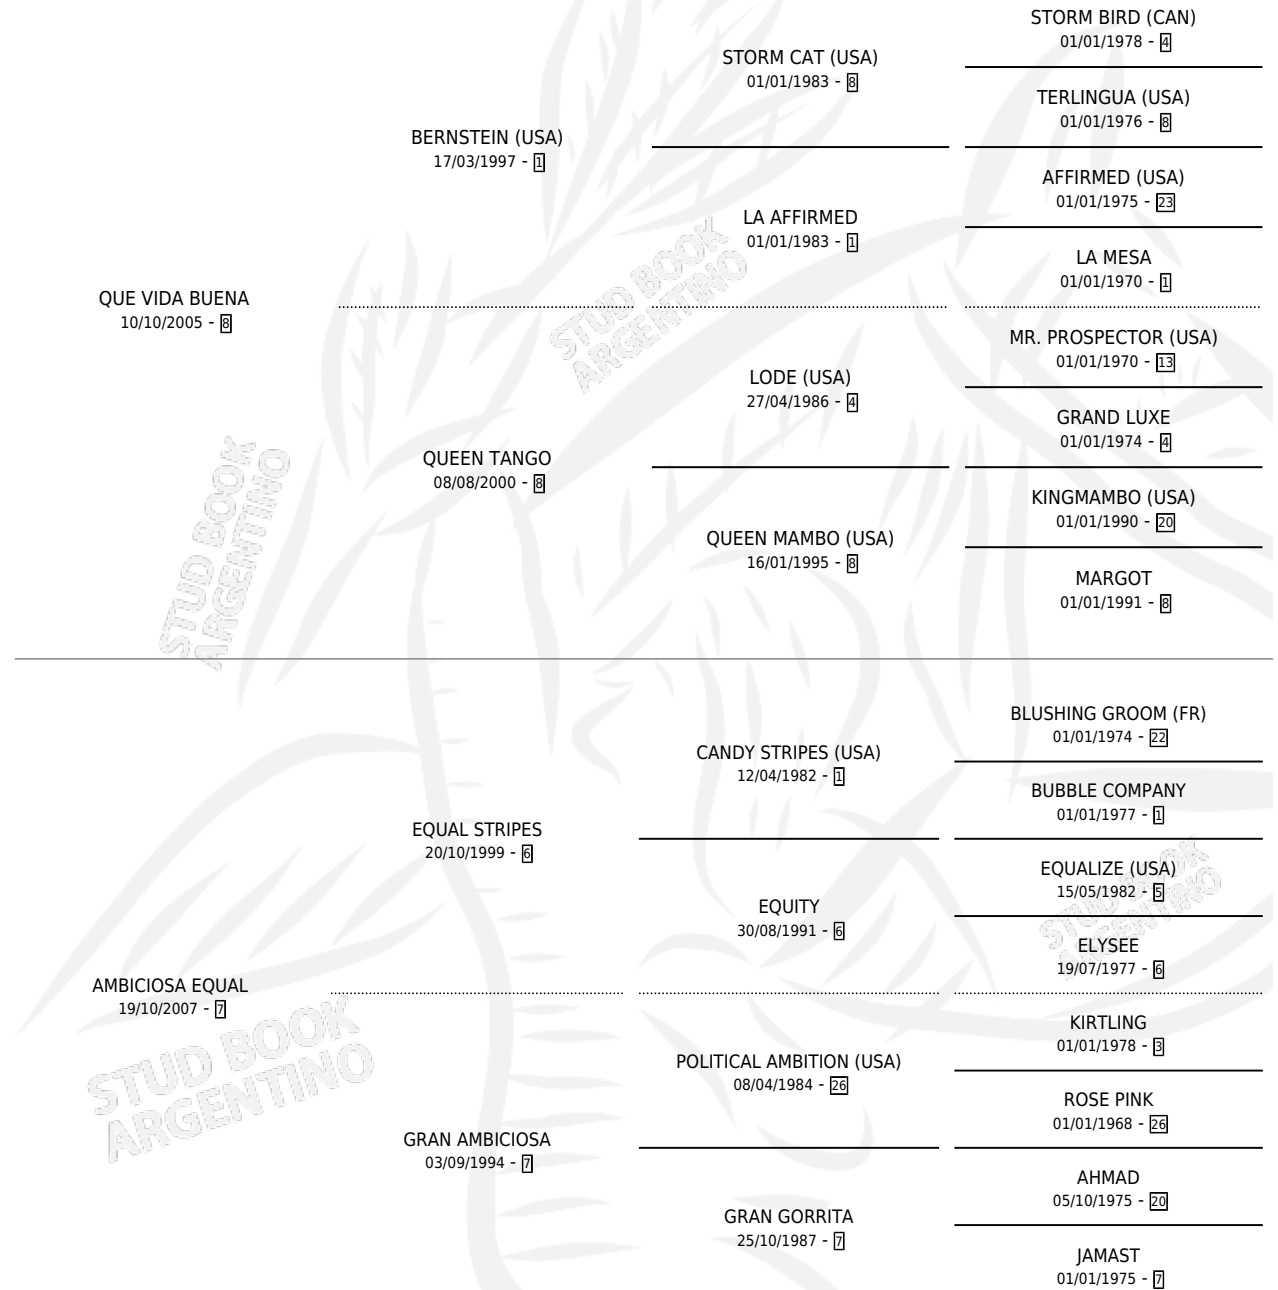 STORM BIRD (CAN)
01/01/1978 - 4
STORM CAT (USA)
01/01/1983 - 8
TERLINGUA (USA)
01/01/1976 - 8
BERNSTEIN (USA)
17/03/1997 - 1
AFFIRMED (USA)
01/01/1975 - 23
LA AFFIRMED
01/01/1983 - 1
LA MESA
01/01/1970 - 1
QUE VIDA BUENA
10/10/2005 - 8
MR. PROSPECTOR (USA)
01/01/1970 - 13
LODE (USA)
27/04/1986 - 4
GRAND LUXE
01/01/1974 - 4
QUEEN TANGO
08/08/2000 - 8
KINGMAMBO (USA)
01/01/1990 - 20
QUEEN MAMBO (USA)
16/01/1995 - 8
MARGOT
01/01/1991 - 8
BLUSHING GROOM (FR)
01/01/1974 - 22
CANDY STRIPES (USA)
12/04/1982 - 1
BUBBLE COMPANY
01/01/1977 - 1
EQUAL STRIPES
20/10/1999 - 6
EQUALIZE (USA)
15/05/1982 - 5
EQUITY
30/08/1991 - 6
ELYSEE
19/07/1977 - 6
AMBICIOSA EQUAL
19/10/2007 - 7
KIRTLING
01/01/1978 - 3
POLITICAL AMBITION (USA)
08/04/1984 - 26
ROSE PINK
01/01/1968 - 26
GRAN AMBICIOSA
03/09/1994 - 7
AHMAD
05/10/1975 - 20
GRAN GORRITA
25/10/1987 - 7
JAMAST
01/01/1975 - 7
STUD BOOK
ARGENTINO
STUD BOOK
ARGENTINO
STUD BOOK
ARGENTINO
STUD BOOK
ARGENTINO